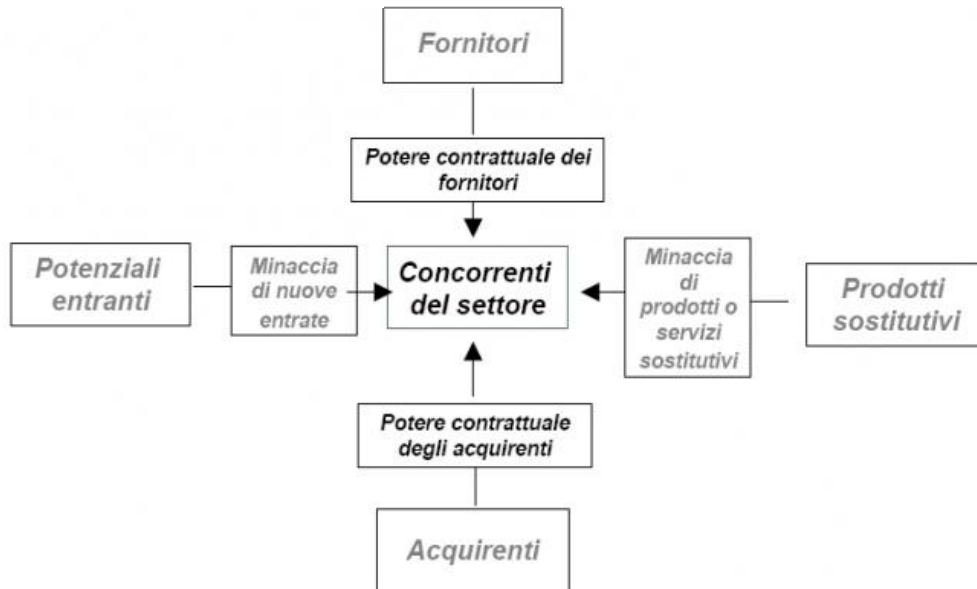 Fornitori
Potere contrattuale dei
fornitori
Potenziali
entranti
Minaccia
di nuove
entrate
Concorrenti
del settore
Minaccia
di
prodotti o
servizi
sostitutivi
Prodotti
sostitutivi
Potere contrattuale
degli acquirenti
Acquirenti